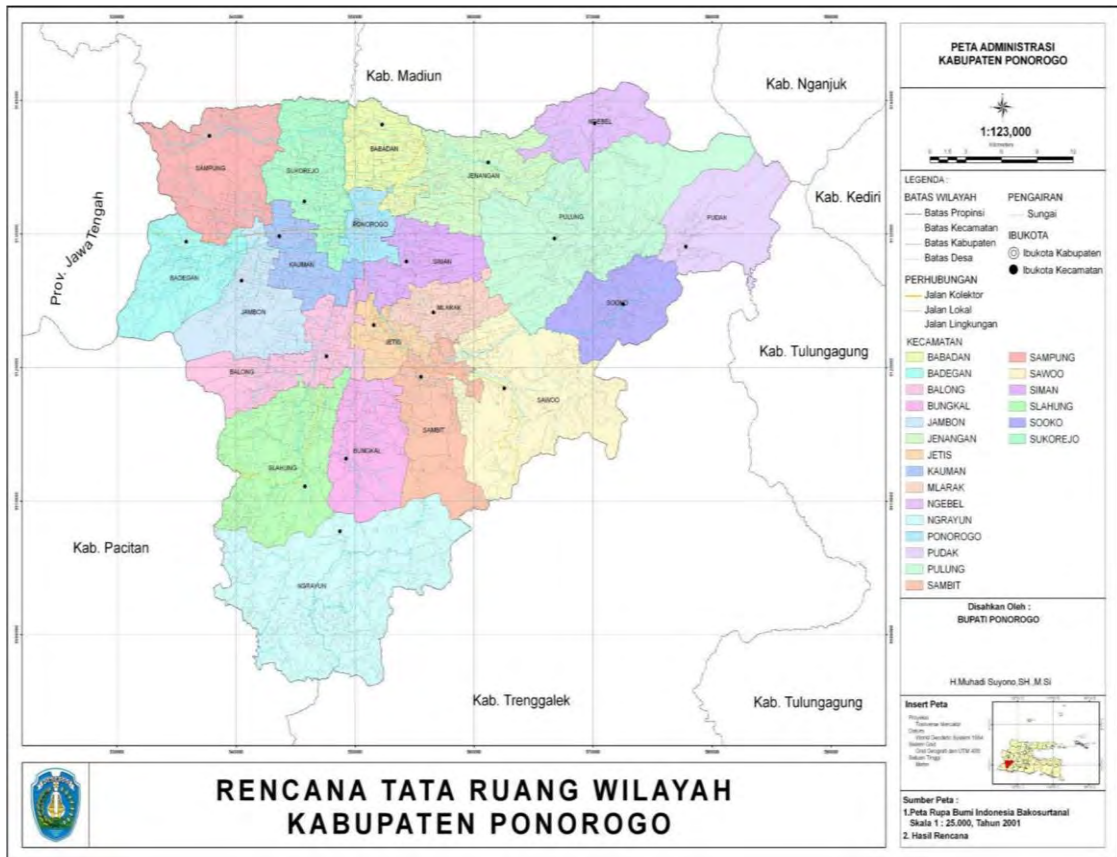 Kab. Madiun
Kab. Nganjuk
Kab. Kediri
Prov. Jawa Tengah
Kab. Tulungagung
Kab. Pacitan
Kab. Trenggalek
Kab. Tulungagung
NGEBEL
BABADAN
SAMPUNG
SUKOREJO
JENANGAN
PULUNG
PUDAK
PONOROGO
KAUMAN
SIMAN
BADEGAN
JAMBON
MLARAK
SOOKO
JETIS
BALONG
SAWOO
SAMBIT
BUNGKAL
SLAHUNG
NGRAYUN
RENCANA TATA RUANG WILAYAH
KABUPATEN PONOROGO
PETA ADMINISTRASI
KABUPATEN PONOROGO
1:123,000
Kilometers
LEGENDA :
BATAS WILAYAH
Batas Propinsi
Batas Kecamatan
Batas Kabupaten
Batas Desa
PENGAIRAN
Sungai
IBUKOTA
Ibukota Kabupaten
Ibukota Kecamatan
PERHUBUNGAN
Jalan Kolektor
Jalan Lokal
Jalan Lingkungan
KECAMATAN
BABADAN
BADEGAN
BALONG
BUNGKAL
JAMBON
JENANGAN
JETIS
KAUMAN
MLARAK
NGEBEL
NGRAYUN
PONOROGO
PUDAK
PULUNG
SAMBIT
SAMPUNG
SAWOO
SIMAN
SLAHUNG
SOOKO
SUKOREJO
Disahkan Oleh :
BUPATI PONOROGO
H.Muhadi Suyono,SH.,M.Si
Insert Peta
Sumber Peta :
1.Peta Rupa Bumi Indonesia Bakosurtanal
Skala 1 : 25.000, Tahun 2001
2. Hasil Rencana